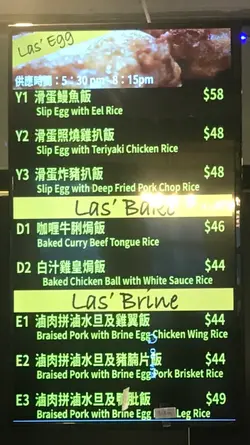 Las' Egg
供應時間：5：30 pm - 8：15pm
Y1 滑蛋鰻魚飯 $58
Slip Egg with Eel Rice
Y2 滑蛋照燒雞扒飯 $48
Slip Egg with Teriyaki Chicken Rice
Y3 滑蛋炸豬扒飯 $48
Slip Egg with Deep Fried Pork Chop Rice
Las' Bake
D1 咖喱牛脷焗飯 $46
Baked Curry Beef Tongue Rice
D2 白汁雞皇焗飯 $44
Baked Chicken Ball with White Sauce Rice
Las' Brine
E1 滷肉拼滷水旦及雞翼飯 $44
Braised Pork with Brine Egg Chicken Wing Rice
E2 滷肉拼滷水旦及豬腩片飯 $44
Braised Pork with Brine Egg Pork Brisket Rice
E3 滷肉拼滷水旦及鴨髀飯 $49
Braised Pork with Brine Egg Leg Rice